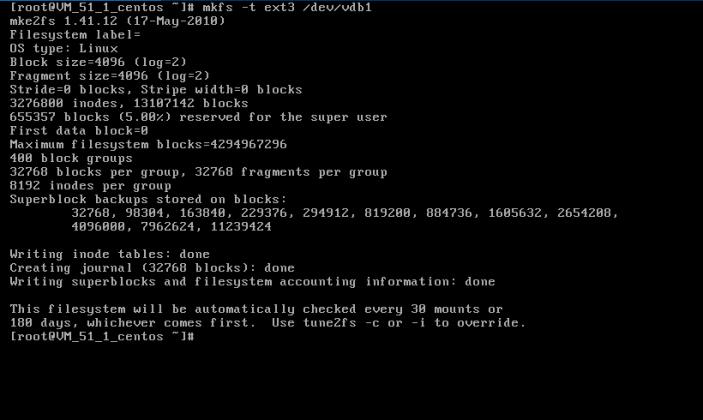 [root@VM_51_1_centos ~]# mkfs -t ext3 /dev/vdb1
mke2fs 1.41.12 (17-May-2010)
Filesystem label=
OS type: Linux
Block size=4096 (log=2)
Fragment size=4096 (log=2)
Stride=0 blocks, Stripe width=0 blocks
3276800 inodes, 13107142 blocks
655357 blocks (5.00%) reserved for the super user
First data block=0
Maximum filesystem blocks=4294967296
400 block groups
32768 blocks per group, 32768 fragments per group
8192 inodes per group
Superblock backups stored on blocks:
32768, 98304, 163840, 229376, 294912, 819200, 884736, 1605632, 2654208,
4096000, 7962624, 11239424
Writing inode tables: done
Creating journal (32768 blocks): done
Writing superblocks and filesystem accounting information: done
This filesystem will be automatically checked every 30 mounts or
180 days, whichever comes first.  Use tune2fs -c or -i to override.
[root@VM_51_1_centos ~]#